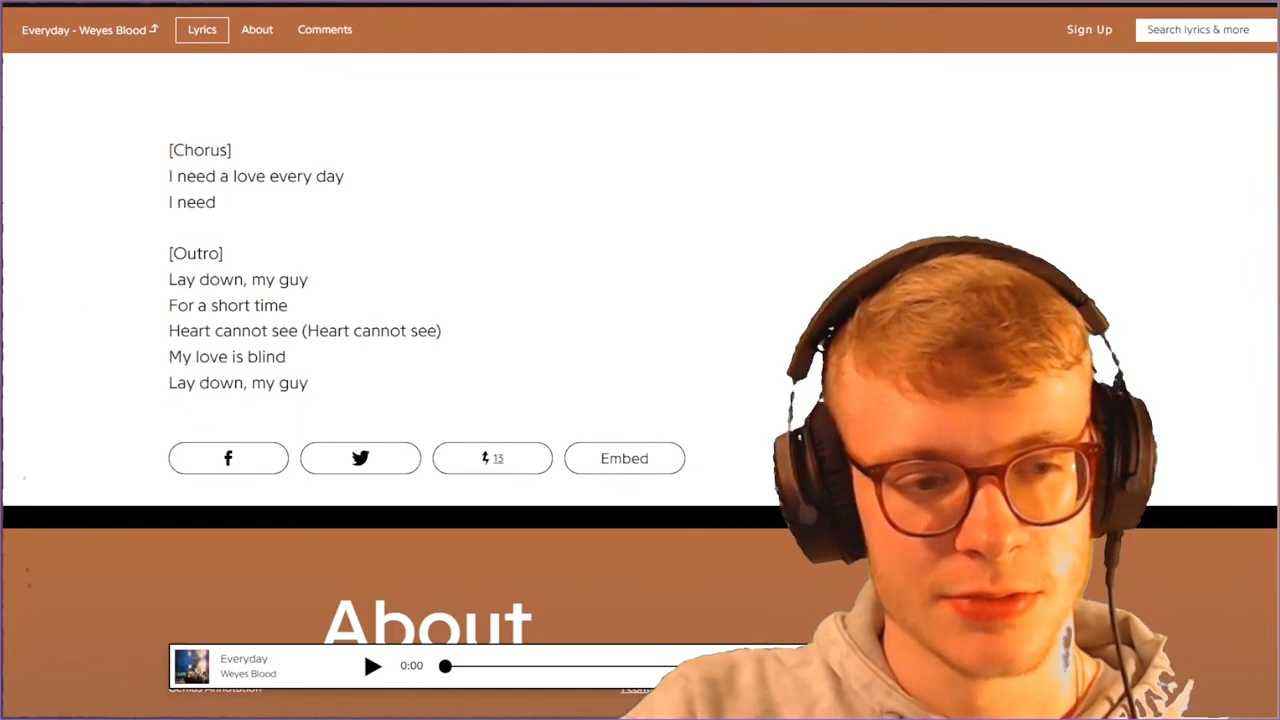 Everyday - Weyes Blood Lyrics About Comments Sign Up Search lyrics & more
[Chorus]
I need a love every day
I need
[Outro]
Lay down, my guy
For a short time
Heart cannot see (Heart cannot see)
My love is blind
Lay down, my guy
13 Embed
About
Everyday
Weyes Blood
0:00
Genius Annotation